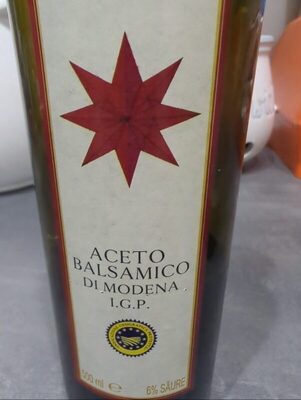 ACETO
BALSAMICO
DI MODENA
I.G.P.
500 ml ℮
6% SÄURE